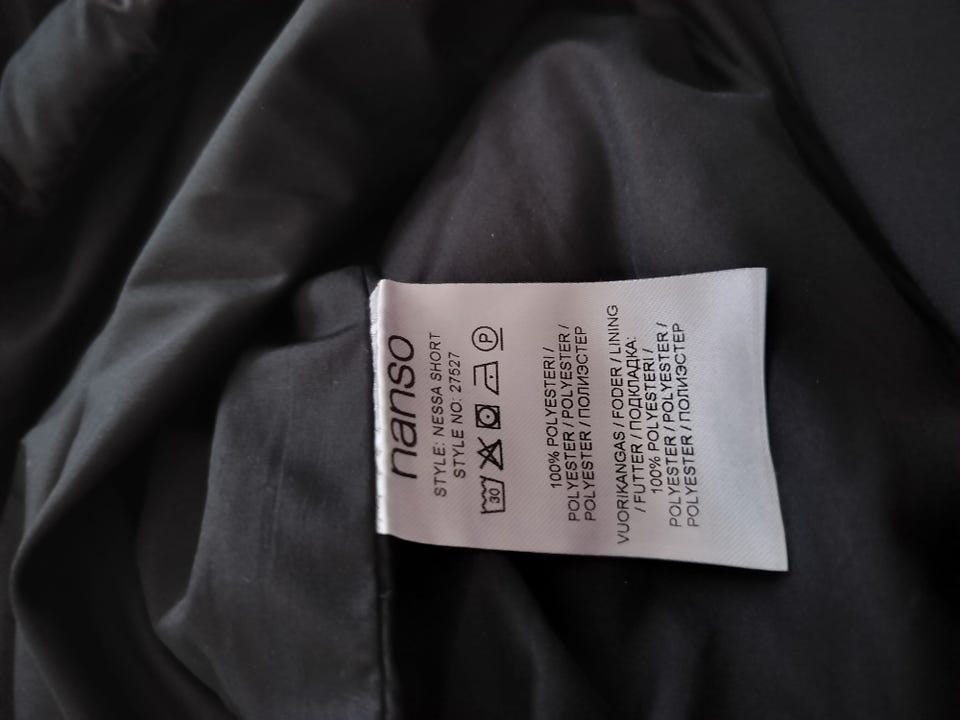 nanso
STYLE: NESSA SHORT
STYLE NO: 27527
30 P
100% POLYESTERI /
POLYESTER / POLYESTER /
POLYESTER / ПОЛИЭСТЕР
VUORIKANGAS / FODER / LINING
/ FUTTER / ПОДКЛАДКА:
100% POLYESTERI /
POLYESTER / POLYESTER /
POLYESTER / ПОЛИЭСТЕР